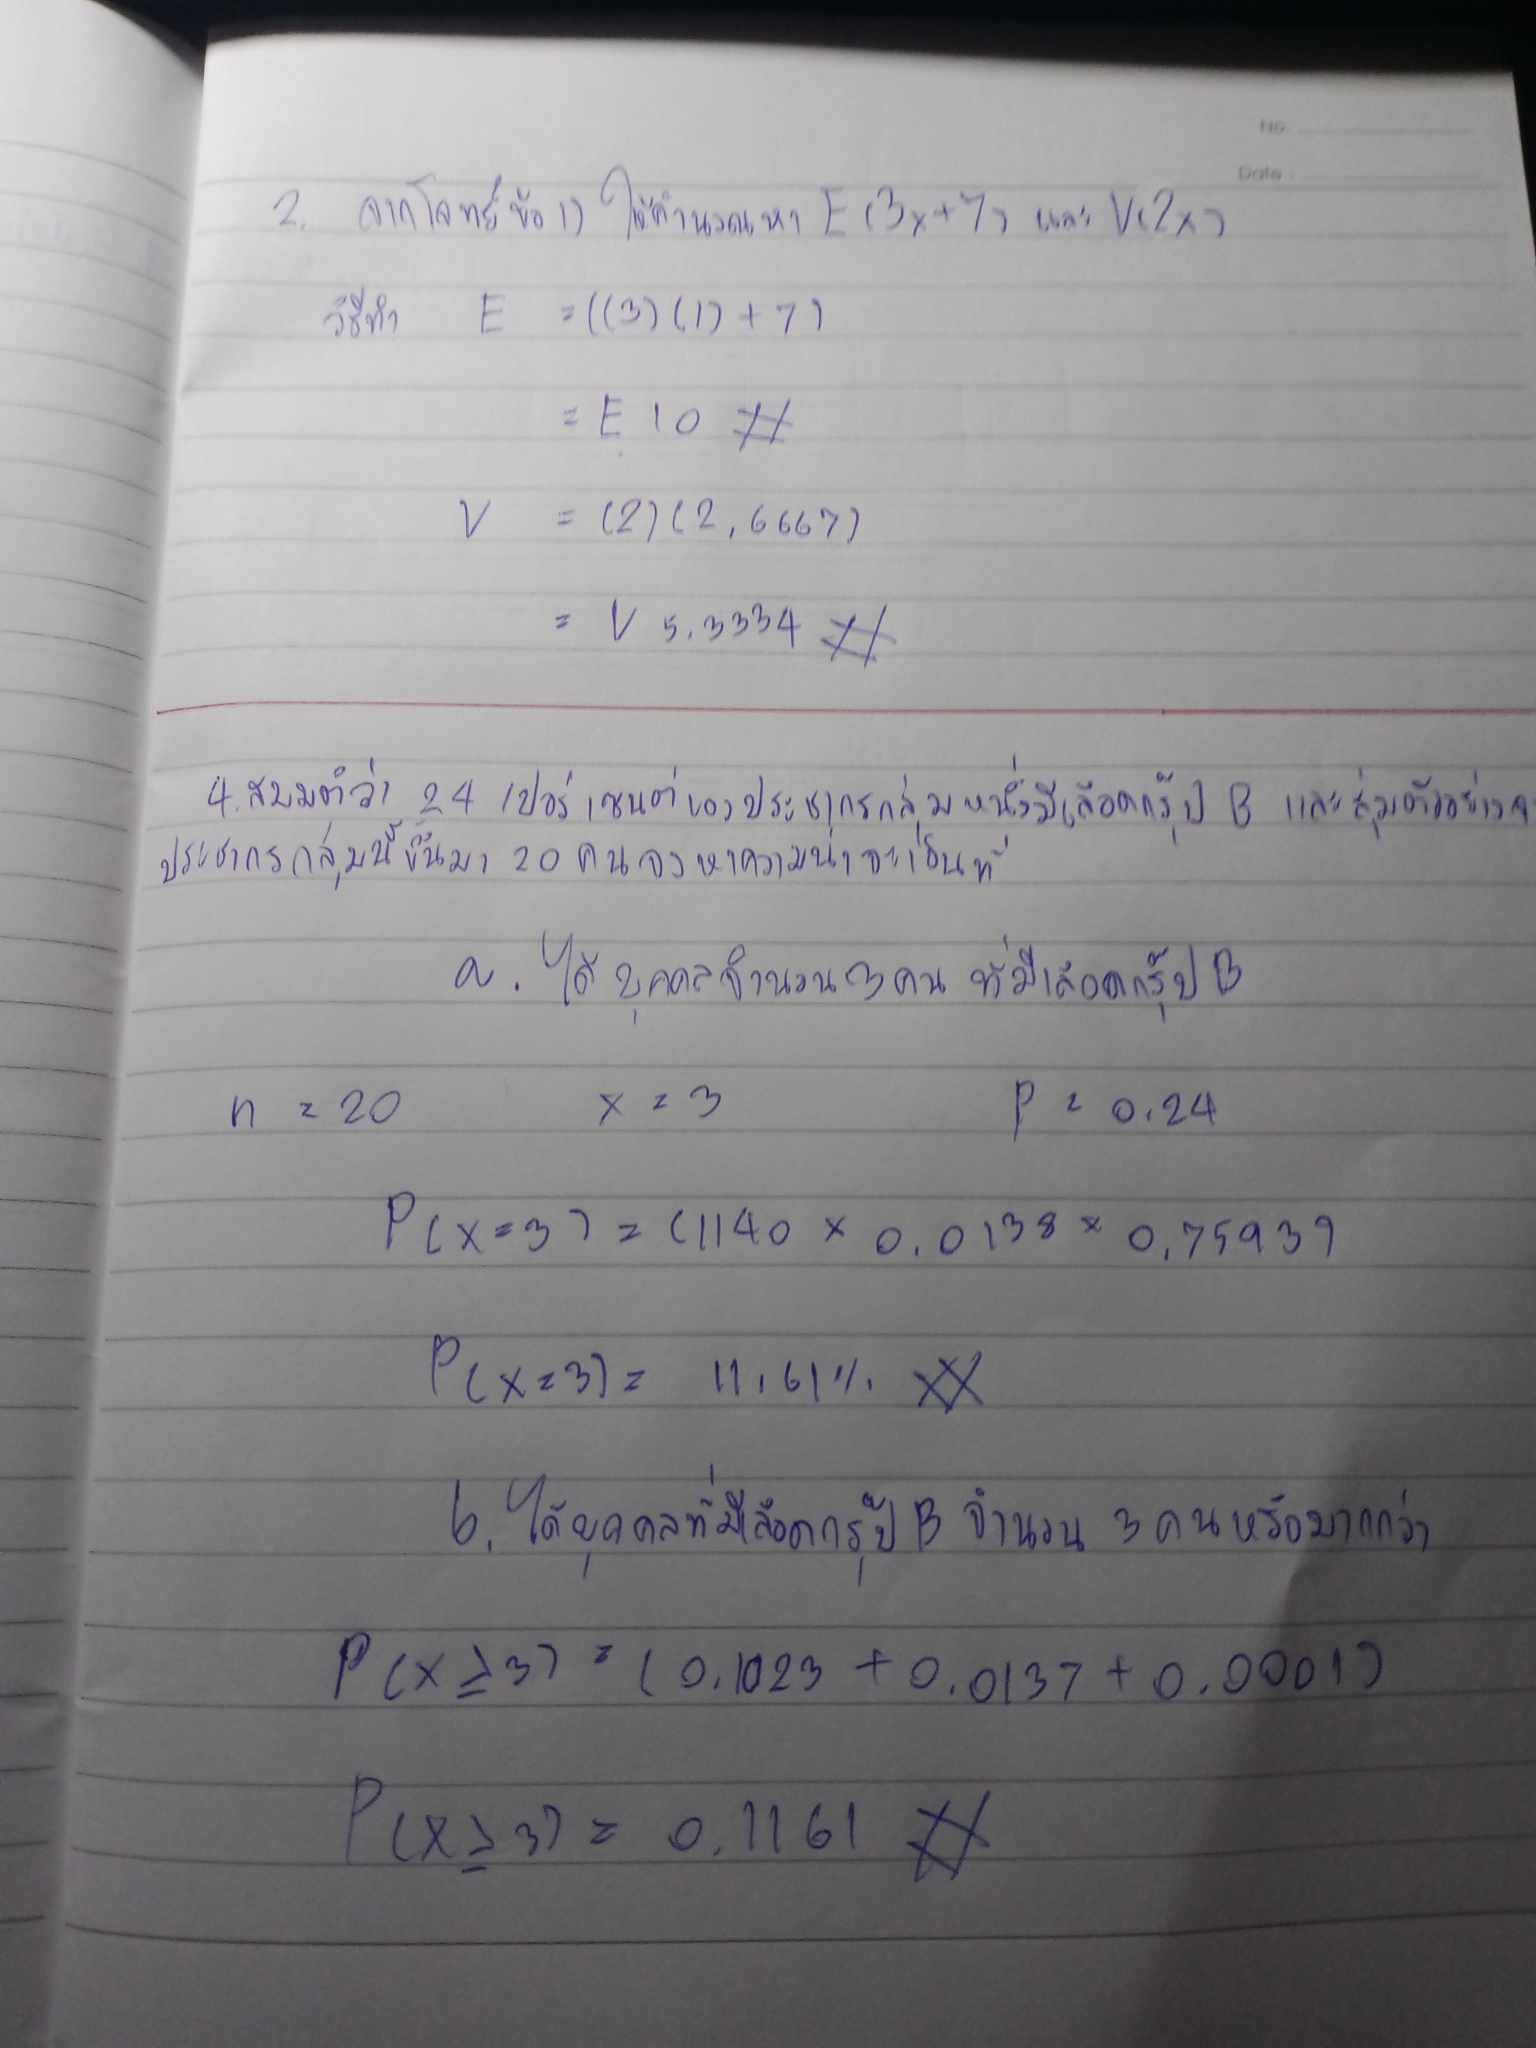 No.
Date :
2. จากโจทย์ข้อ 1) ให้คำนวณหา E(3x+7) และ V(2x)
วิธีทำ E = ((3)(1)+7)
= E 10
V = (2)(2.6667)
= V 5.3334
4. สมมติว่า 24 เปอร์เซนต์ของประชากรกลุ่มหนึ่งมีเลือดกรุ๊ป B และสุ่มตัวอย่างจ
ประชากรกลุ่มนี้ขึ้นมา 20 คนจงหาความน่าจะเป็นที่
a. ได้บุคคลจำนวน 3 คน ที่มีเลือดกรุ๊ป B
n = 20 x = 3 P = 0.24
P(x=3) = (1140 × 0.0138 × 0.7593)
P(x=3) = 11.61%
b. ได้บุคคลที่มีเลือดกรุ๊ป B จำนวน 3 คนหรือมากกว่า
P(x≥3) = (0.1023 + 0.0137 + 0.0001)
P(x≥3) = 0.1161